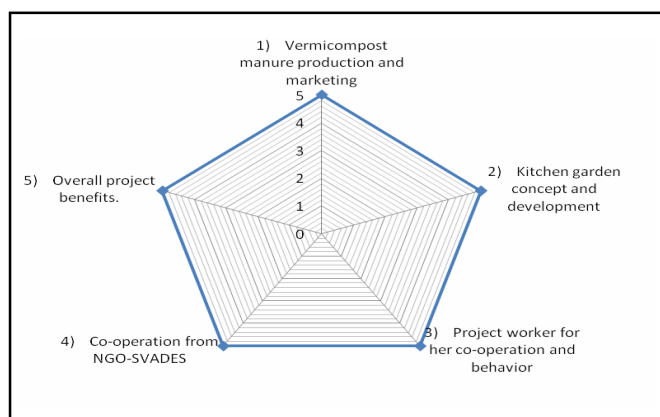 1) Vermicompost
manure production and
marketing
5
4
3
2
1
0
2) Kitchen garden
concept and
development
3) Project worker for
her co-operation and
behavior
4) Co-operation from
NGO-SVADES
5) Overall project
benefits.